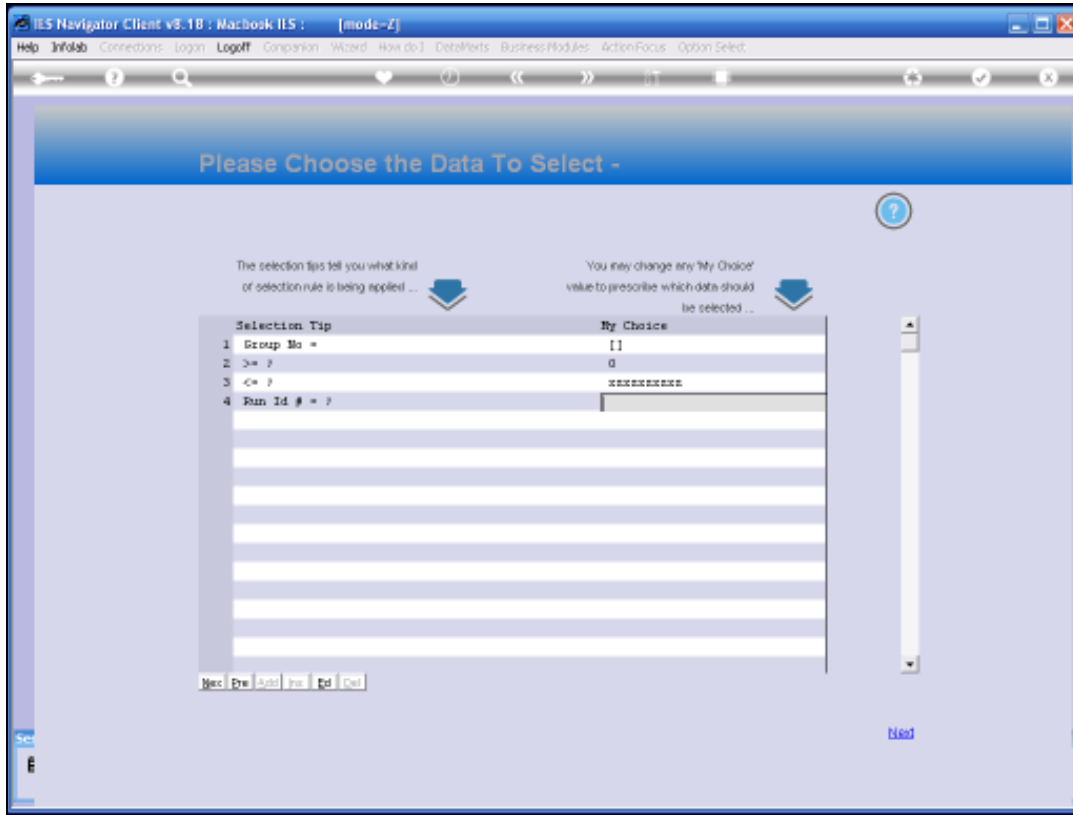 IES Navigator Client v8.18 : Macbook IES : [mode-Z]
Help Infolab Connections Logon Logoff Companion Wizard How do I DataMarts Business Modules Action Focus Option Select
Please Choose the Data To Select -
The selection tips tell you what kind
of selection rule is being applied ...
You may change any 'My Choice'
value to prescribe which data should
be selected ...
Selection Tip My Choice
1 Group No = []
2 >= ? 0
3 <= ? zzzzzzzzzz
4 Run Id # = ?
Nex Pre Add Inc Ed Del
Next